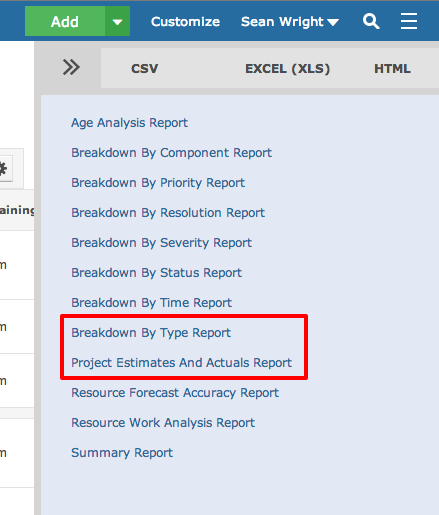 Add Customize Sean Wright
CSV EXCEL (XLS) HTML
Age Analysis Report
Breakdown By Component Report
Breakdown By Priority Report
aining
Breakdown By Resolution Report
Breakdown By Severity Report
m
Breakdown By Status Report
Breakdown By Time Report
m
Breakdown By Type Report
Project Estimates And Actuals Report
m
Resource Forecast Accuracy Report
Resource Work Analysis Report
m
Summary Report